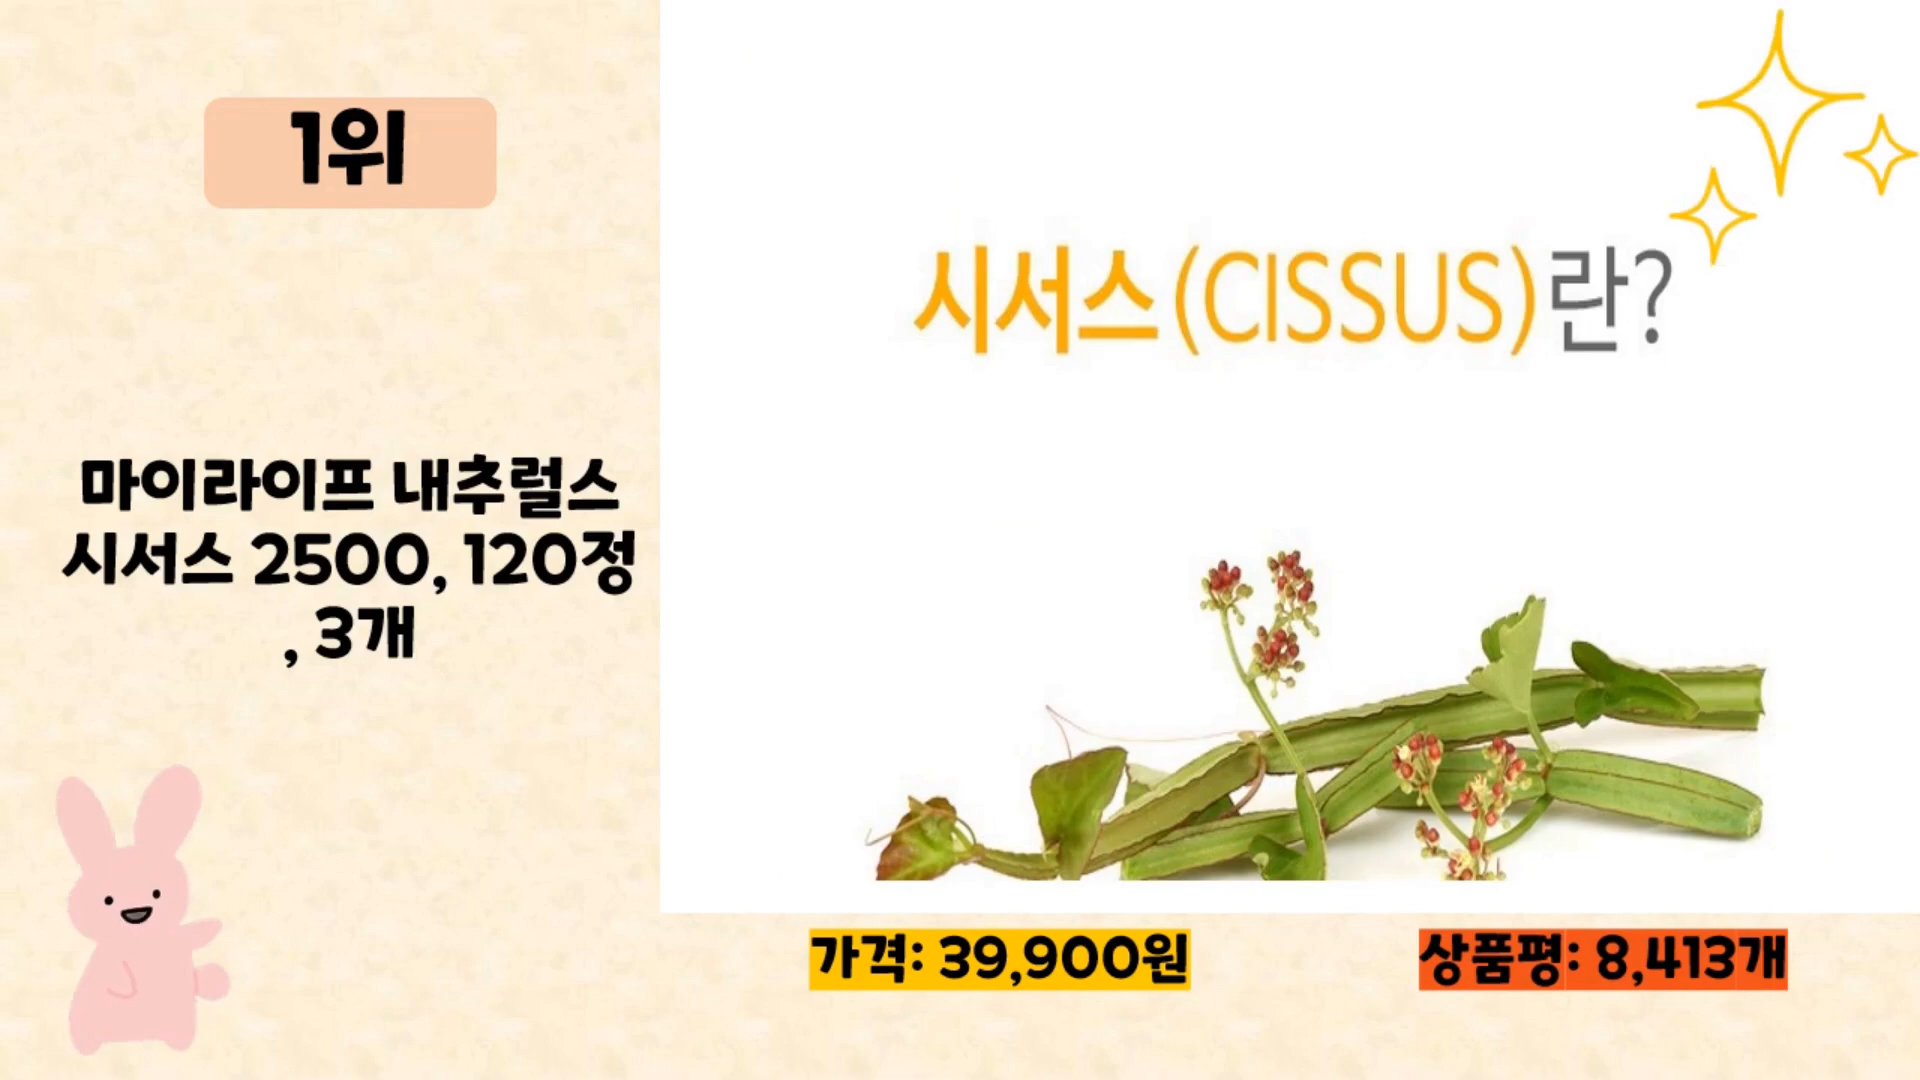 1위
시서스(CISSUS)란?
마이라이프 내추럴스
시서스 2500, 120정
, 3개
가격: 39,900원
상품평: 8,413개